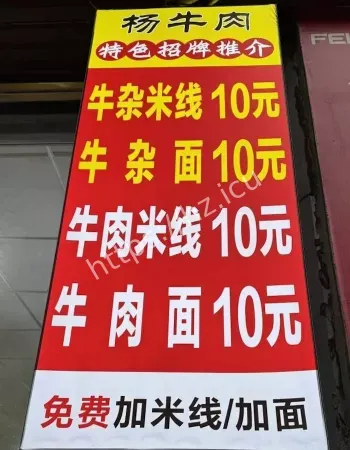 杨牛肉
特色招牌推介
牛杂米线 10元
牛杂面 10元
牛肉米线 10元
牛肉面 10元
免费加米线/加面
FE